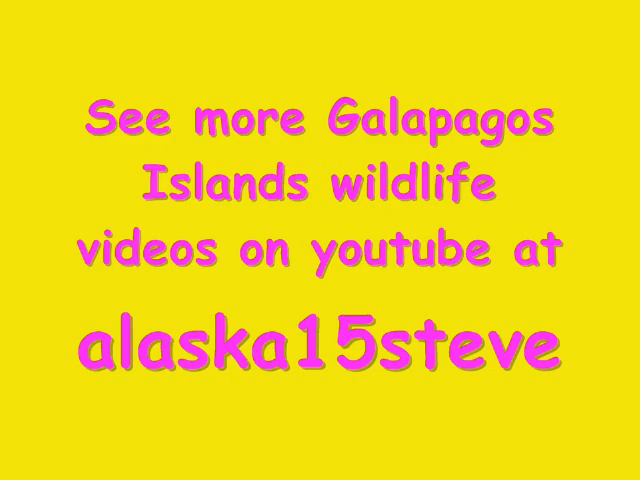 See more Galapagos
Islands wildlife
videos on youtube at
alaska15steve